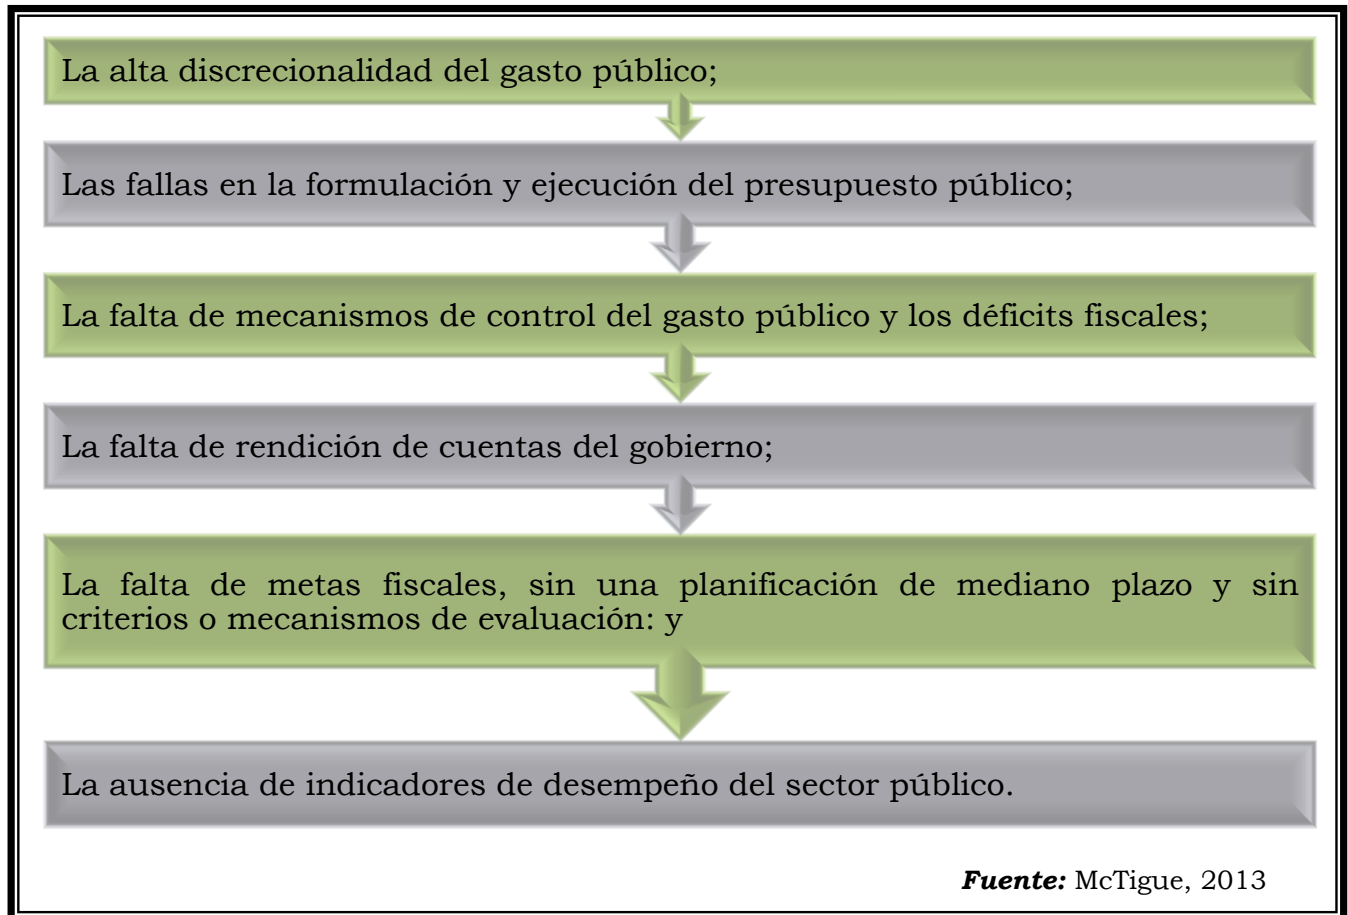 La alta discrecionalidad del gasto público;
Las fallas en la formulación y ejecución del presupuesto público;
La falta de mecanismos de control del gasto público y los déficits fiscales;
La falta de rendición de cuentas del gobierno;
La falta de metas fiscales, sin una planificación de mediano plazo y sin
criterios o mecanismos de evaluación: y
La ausencia de indicadores de desempeño del sector público.
Fuente: McTigue, 2013